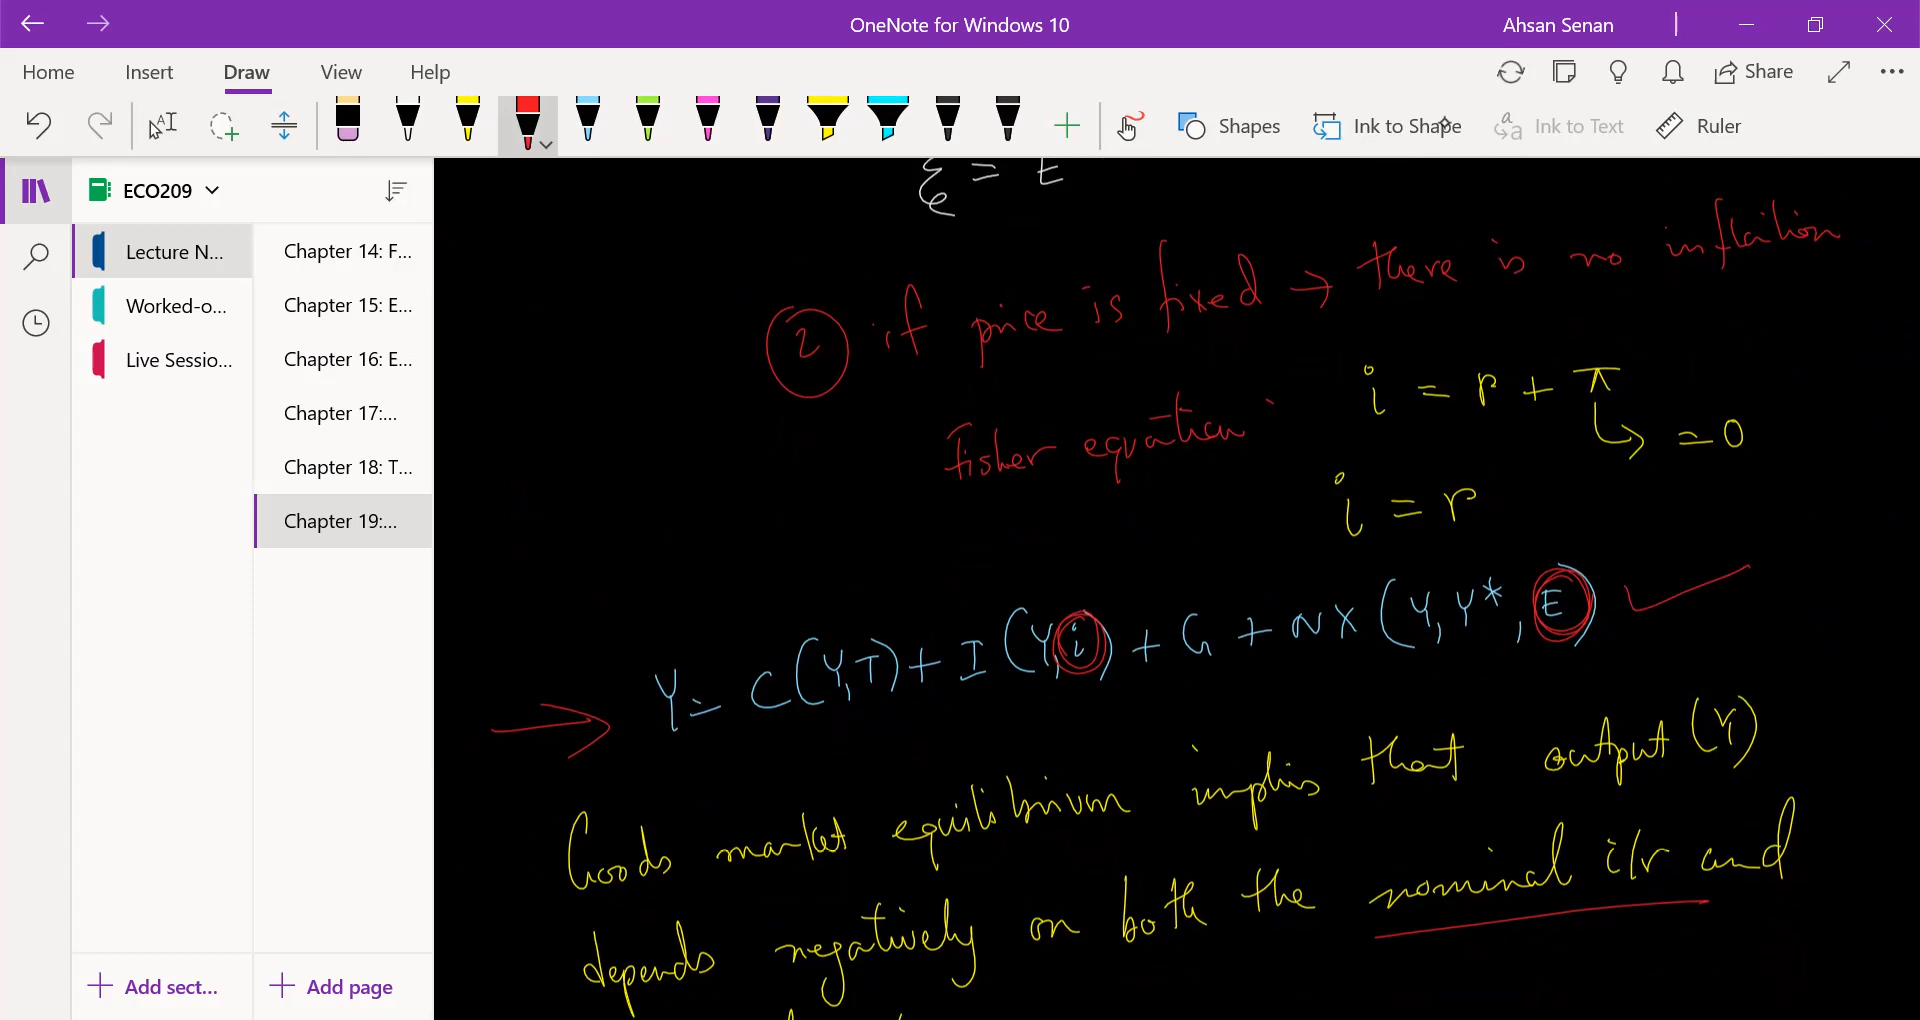 OneNote for Windows 10
Ahsan Senan
Home Insert Draw View Help
Share
Shapes Ink to Shape Ink to Text Ruler
ECO209
Lecture N...
Worked-o...
Live Sessio...
Chapter 14: F...
Chapter 15: E...
Chapter 16: E...
Chapter 17:...
Chapter 18: T...
Chapter 19:...
Add sect...
Add page
2 if price is fixed → there is no inflaition
Fisher equation
i = r + π
↳ = 0
i = r
→ Y = C(Y,T) + I(Y,i) + G + NX(Y,Y*,E) ✓
Goods market equilibrium implies that output (Y)
depends negatively on both the nominal i/r and